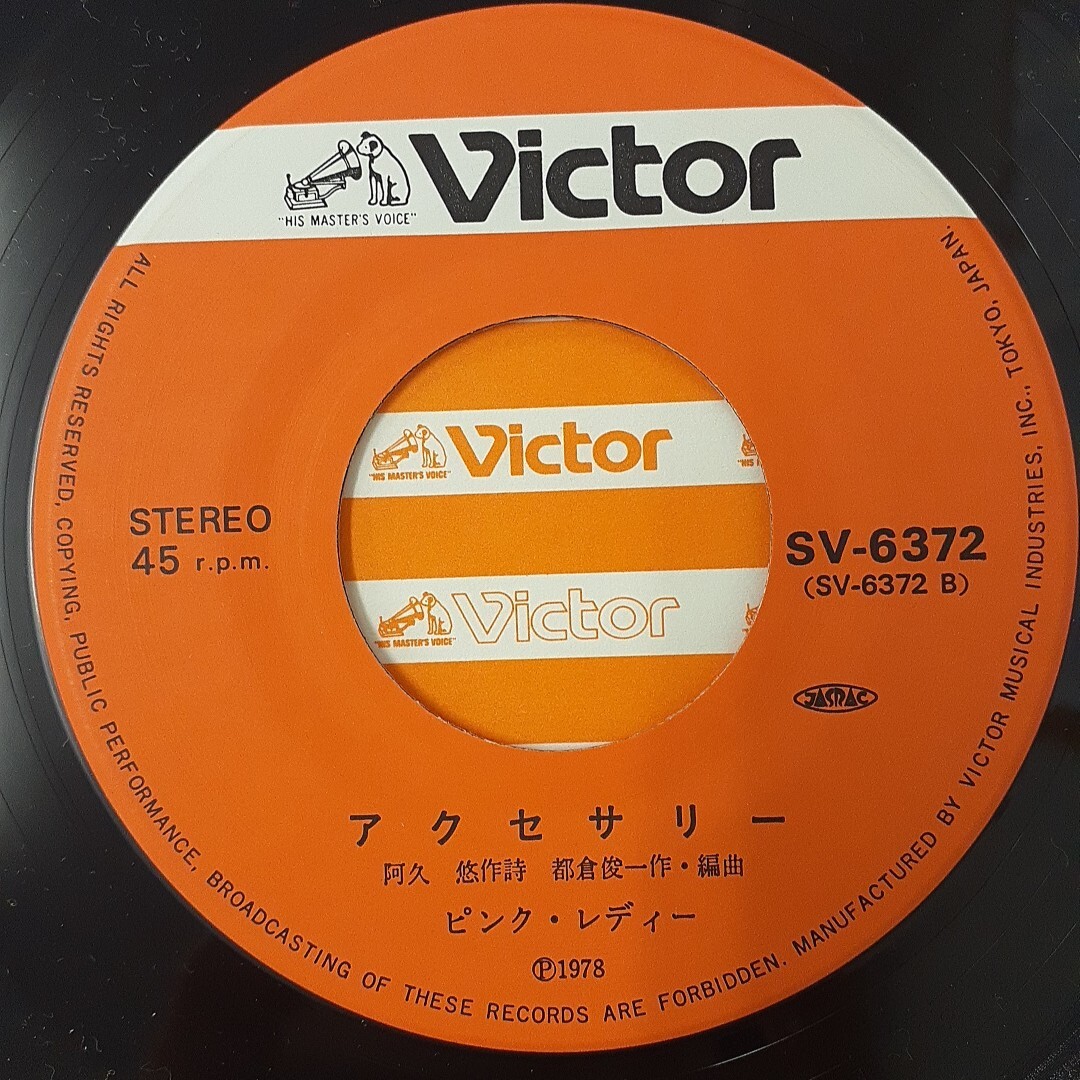 Victor
"HIS MASTER'S VOICE"
ALL RIGHTS RESERVED, COPYING, PUBLIC PERFORMANCE, BROADCASTING OF THESE RECORDS ARE FORBIDDEN. MANUFACTURED BY VICTOR MUSICAL INDUSTRIES, INC., TOKYO, JAPAN.
Victor
"HIS MASTER'S VOICE"
STEREO
45 r.p.m.
SV-6372
(SV-6372 B)
Victor
"HIS MASTER'S VOICE"
JASRAC
アクセサリー
阿久 悠作詩 都倉俊一作・編曲
ピンク・レディー
Ⓟ1978